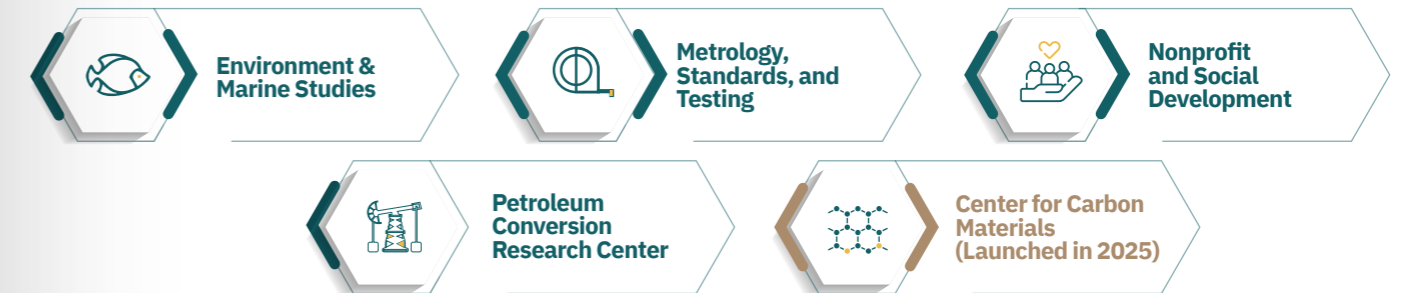 Environment &
Marine Studies
Metrology,
Standards, and
Testing
Nonprofit
and Social
Development
Petroleum
Conversion
Research Center
Center for Carbon
Materials
(Launched in 2025)